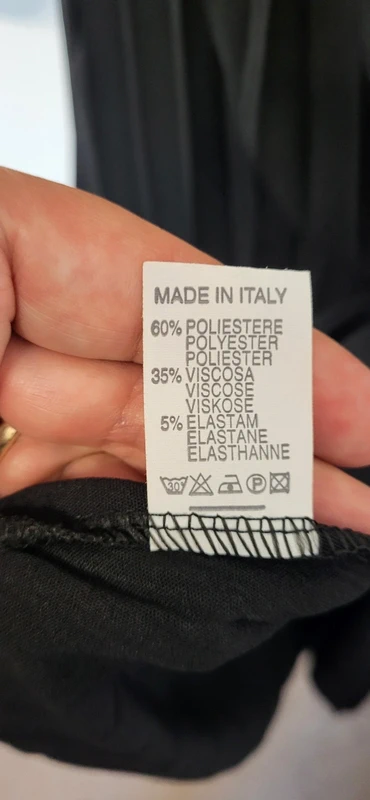 MADE IN ITALY
60% POLIESTERE
POLYESTER
POLIESTER
35% VISCOSA
VISCOSE
VISKOSE
5% ELASTAM
ELASTANE
ELASTHANNE
30 P